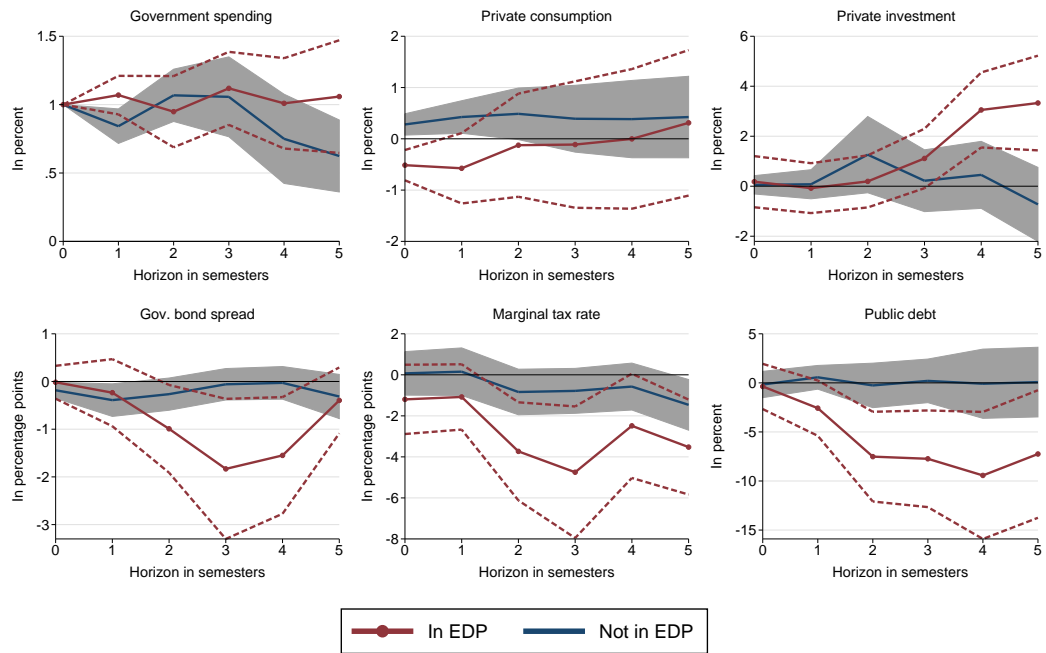 Government spending
In percent
1.5
1
.5
0
0 1 2 3 4 5
Horizon in semesters
Private consumption
In percent
2
1
0
-1
-2
0 1 2 3 4 5
Horizon in semesters
Private investment
In percent
6
4
2
0
-2
0 1 2 3 4 5
Horizon in semesters
Gov. bond spread
In percentage points
1
0
-1
-2
-3
0 1 2 3 4 5
Horizon in semesters
Marginal tax rate
In percentage points
2
0
-2
-4
-6
-8
0 1 2 3 4 5
Horizon in semesters
Public debt
In percent
5
0
-5
-10
-15
0 1 2 3 4 5
Horizon in semesters
In EDP Not in EDP